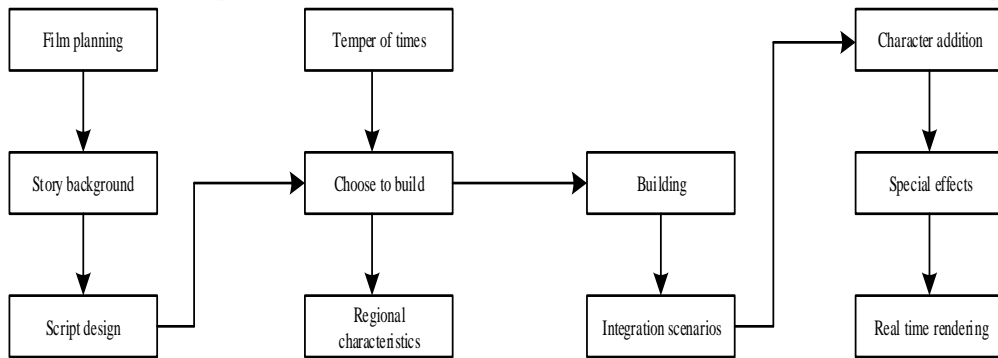 Film planning
Story background
Script design
Temper of times
Choose to build
Regional
characteristics
Building
Integration scenarios
Character addition
Special effects
Real time rendering